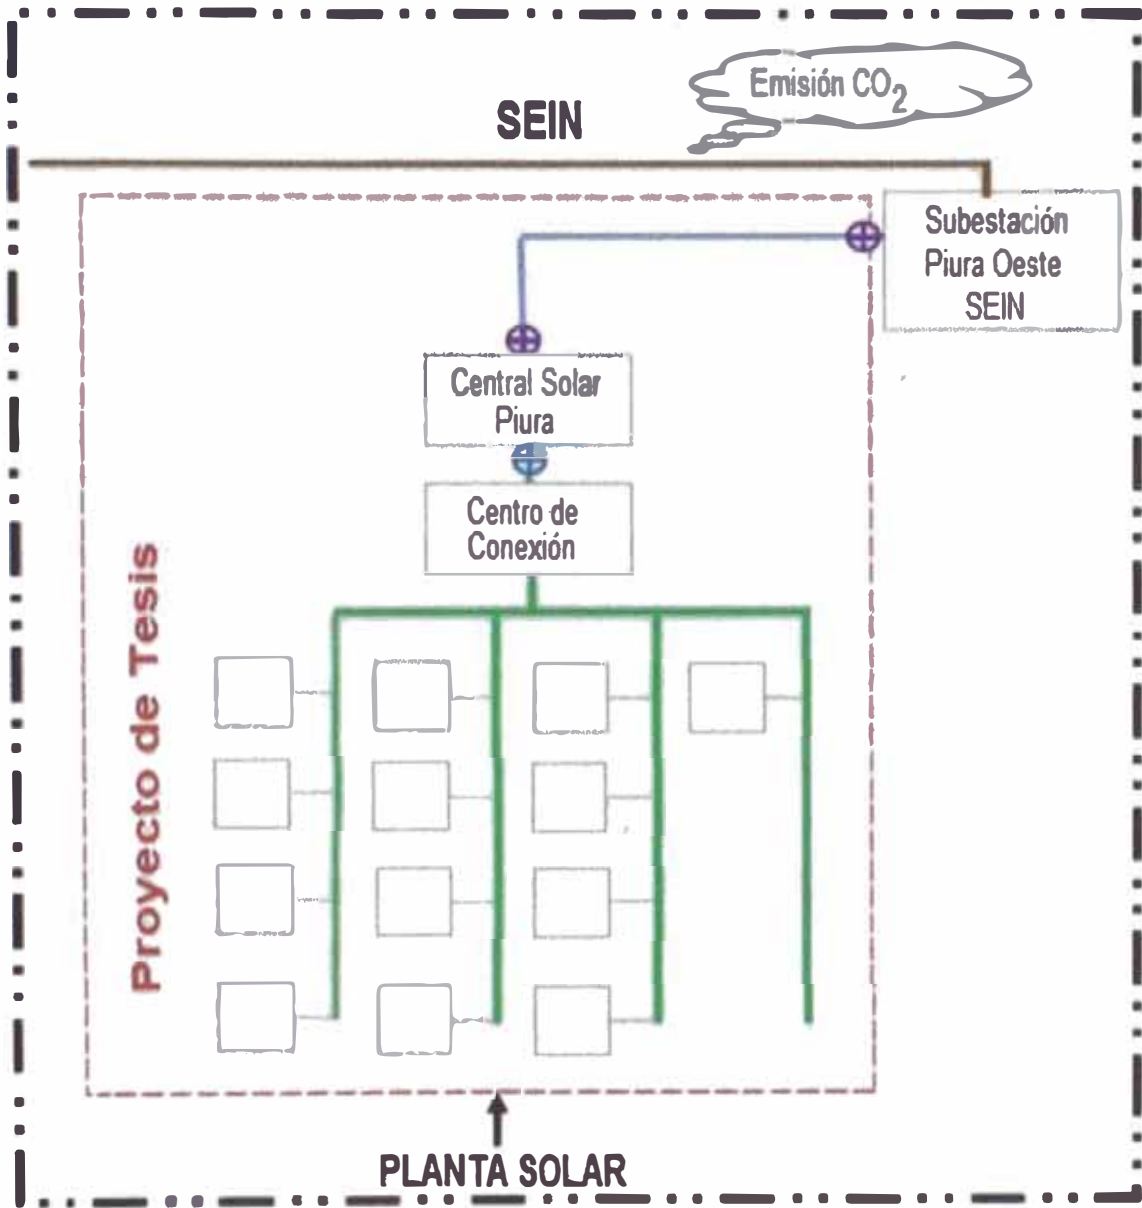 Emisión CO₂
SEIN
Subestación
Piura Oeste
SEIN
Central Solar
Piura
Centro de
Conexión
Proyecto de Tesis
PLANTA SOLAR